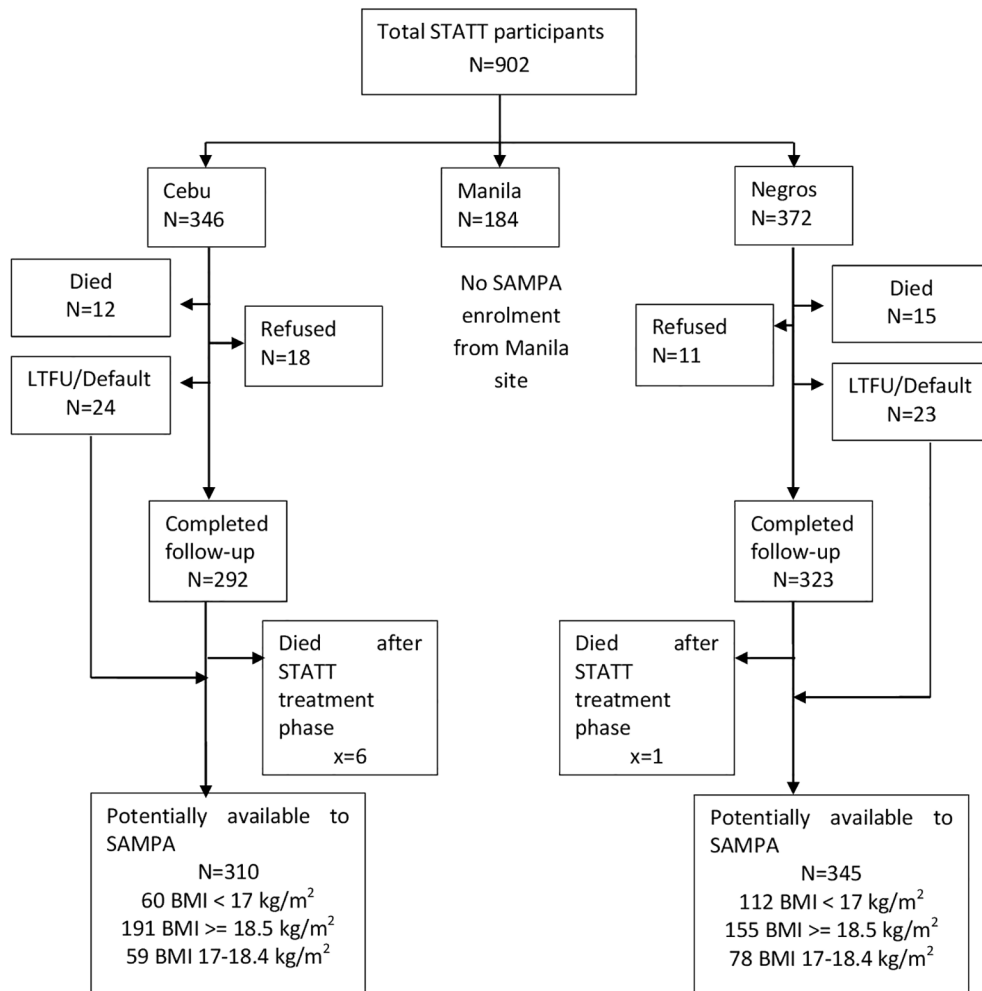 Total STATT participants
N=902
Cebu
N=346
Manila
N=184
Negros
N=372
Died
N=12
Refused
N=18
LTFU/Default
N=24
No SAMPA
enrolment
from Manila
site
Died
N=15
Refused
N=11
LTFU/Default
N=23
Completed
follow-up
N=292
Completed
follow-up
N=323
Died after
STATT
treatment
phase
x=6
Died after
STATT
treatment
phase
x=1
Potentially available to
SAMPA
N=310
60 BMI < 17 kg/m²
191 BMI >= 18.5 kg/m²
59 BMI 17-18.4 kg/m²
Potentially available to
SAMPA
N=345
112 BMI < 17 kg/m²
155 BMI >= 18.5 kg/m²
78 BMI 17-18.4 kg/m²